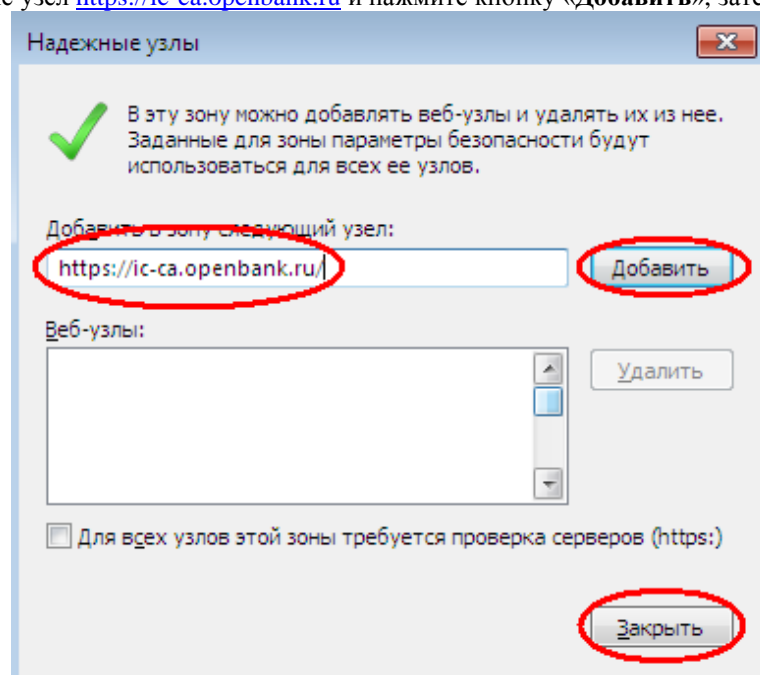 узел https://ic-ca.openbank.ru и нажмите кнопку «Добавить», зате
Надежные узлы
В эту зону можно добавлять веб-узлы и удалять их из нее.
Заданные для зоны параметры безопасности будут
использоваться для всех ее узлов.
Добавить в зону следующий узел:
https://ic-ca.openbank.ru/
Добавить
Веб-узлы:
Удалить
Для всех узлов этой зоны требуется проверка серверов (https:)
Закрыть